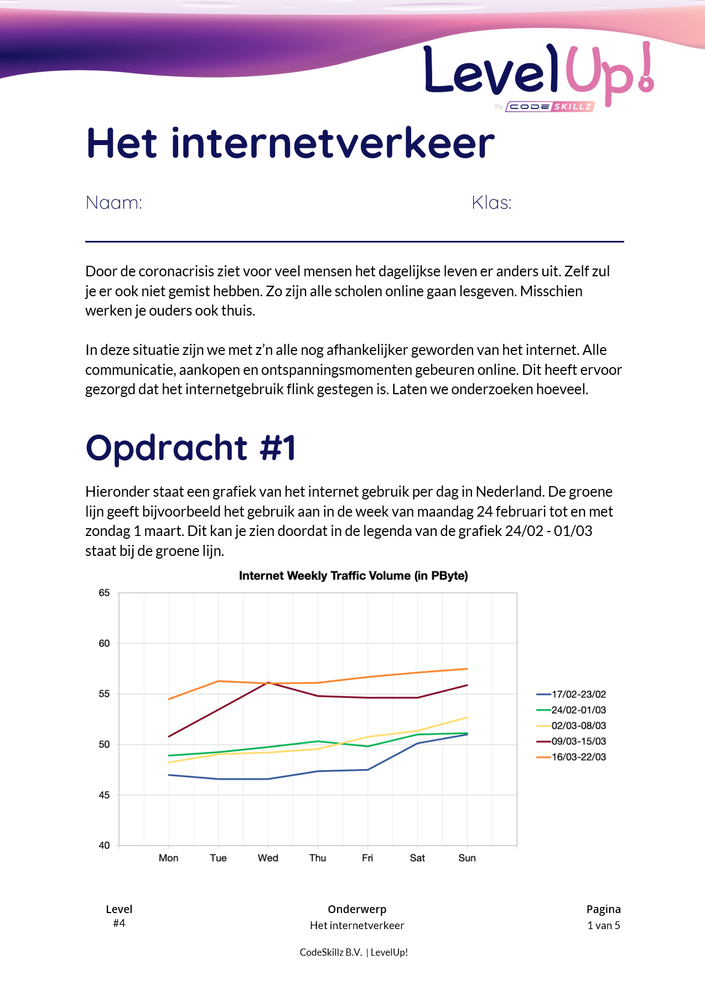 LevelUp!
by CODE SKILLZ
Het internetverkeer
Naam: Klas:
Door de coronacrisis ziet voor veel mensen het dagelijkse leven er anders uit. Zelf zul
je er ook niet gemist hebben. Zo zijn alle scholen online gaan lesgeven. Misschien
werken je ouders ook thuis.
In deze situatie zijn we met z’n alle nog afhankelijker geworden van het internet. Alle
communicatie, aankopen en ontspanningsmomenten gebeuren online. Dit heeft ervoor
gezorgd dat het internetgebruik flink gestegen is. Laten we onderzoeken hoeveel.
Opdracht #1
Hieronder staat een grafiek van het internet gebruik per dag in Nederland. De groene
lijn geeft bijvoorbeeld het gebruik aan in de week van maandag 24 februari tot en met
zondag 1 maart. Dit kan je zien doordat in de legenda van de grafiek 24/02 - 01/03
staat bij de groene lijn.
Internet Weekly Traffic Volume (in PByte)
65
60
55
50
45
40
Mon Tue Wed Thu Fri Sat Sun
17/02-23/02
24/02-01/03
02/03-08/03
09/03-15/03
16/03-22/03
Level Onderwerp Pagina
#4 Het internetverkeer 1 van 5
CodeSkillz B.V. | LevelUp!